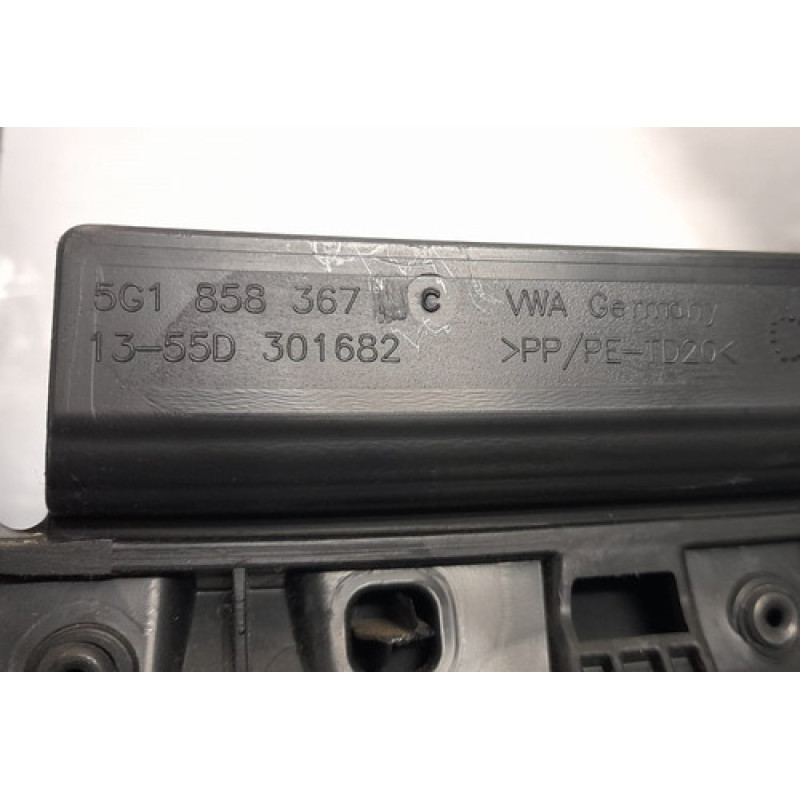 5G1 858 367 C VWA Germany
13-55D 301682 >PP/PE-TD20<